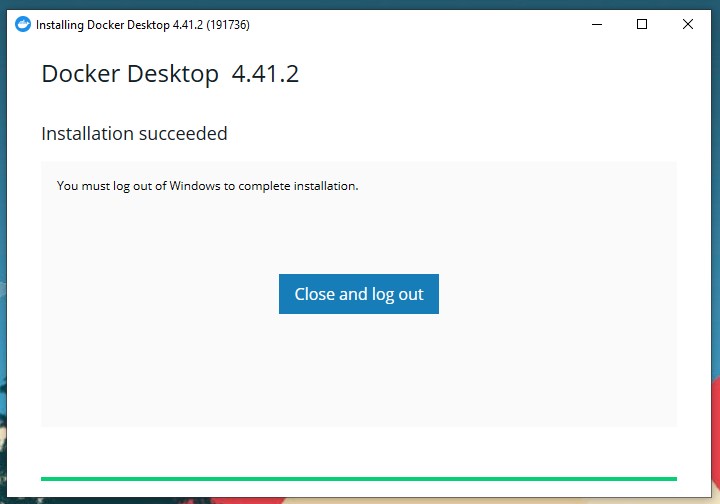 Installing Docker Desktop 4.41.2 (191736)
Docker Desktop 4.41.2
Installation succeeded
You must log out of Windows to complete installation.
Close and log out